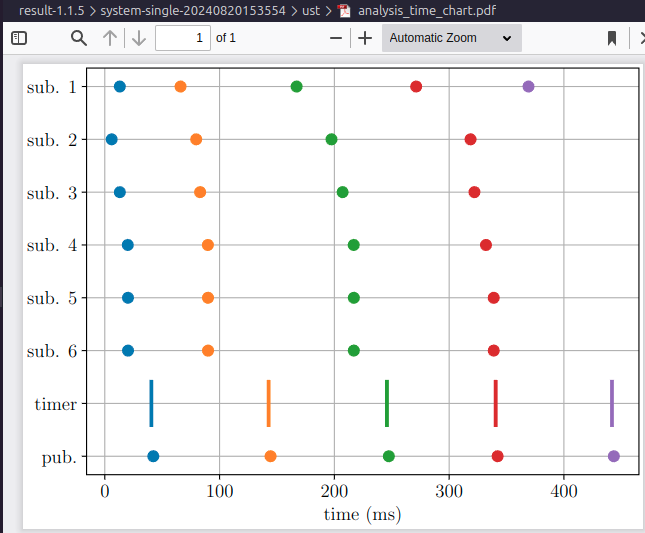 result-1.1.5 > system-single-20240820153554 > ust > analysis_time_chart.pdf
1 of 1 Automatic Zoom
sub. 1
sub. 2
sub. 3
sub. 4
sub. 5
sub. 6
timer
pub.
0 100 200 300 400
time (ms)